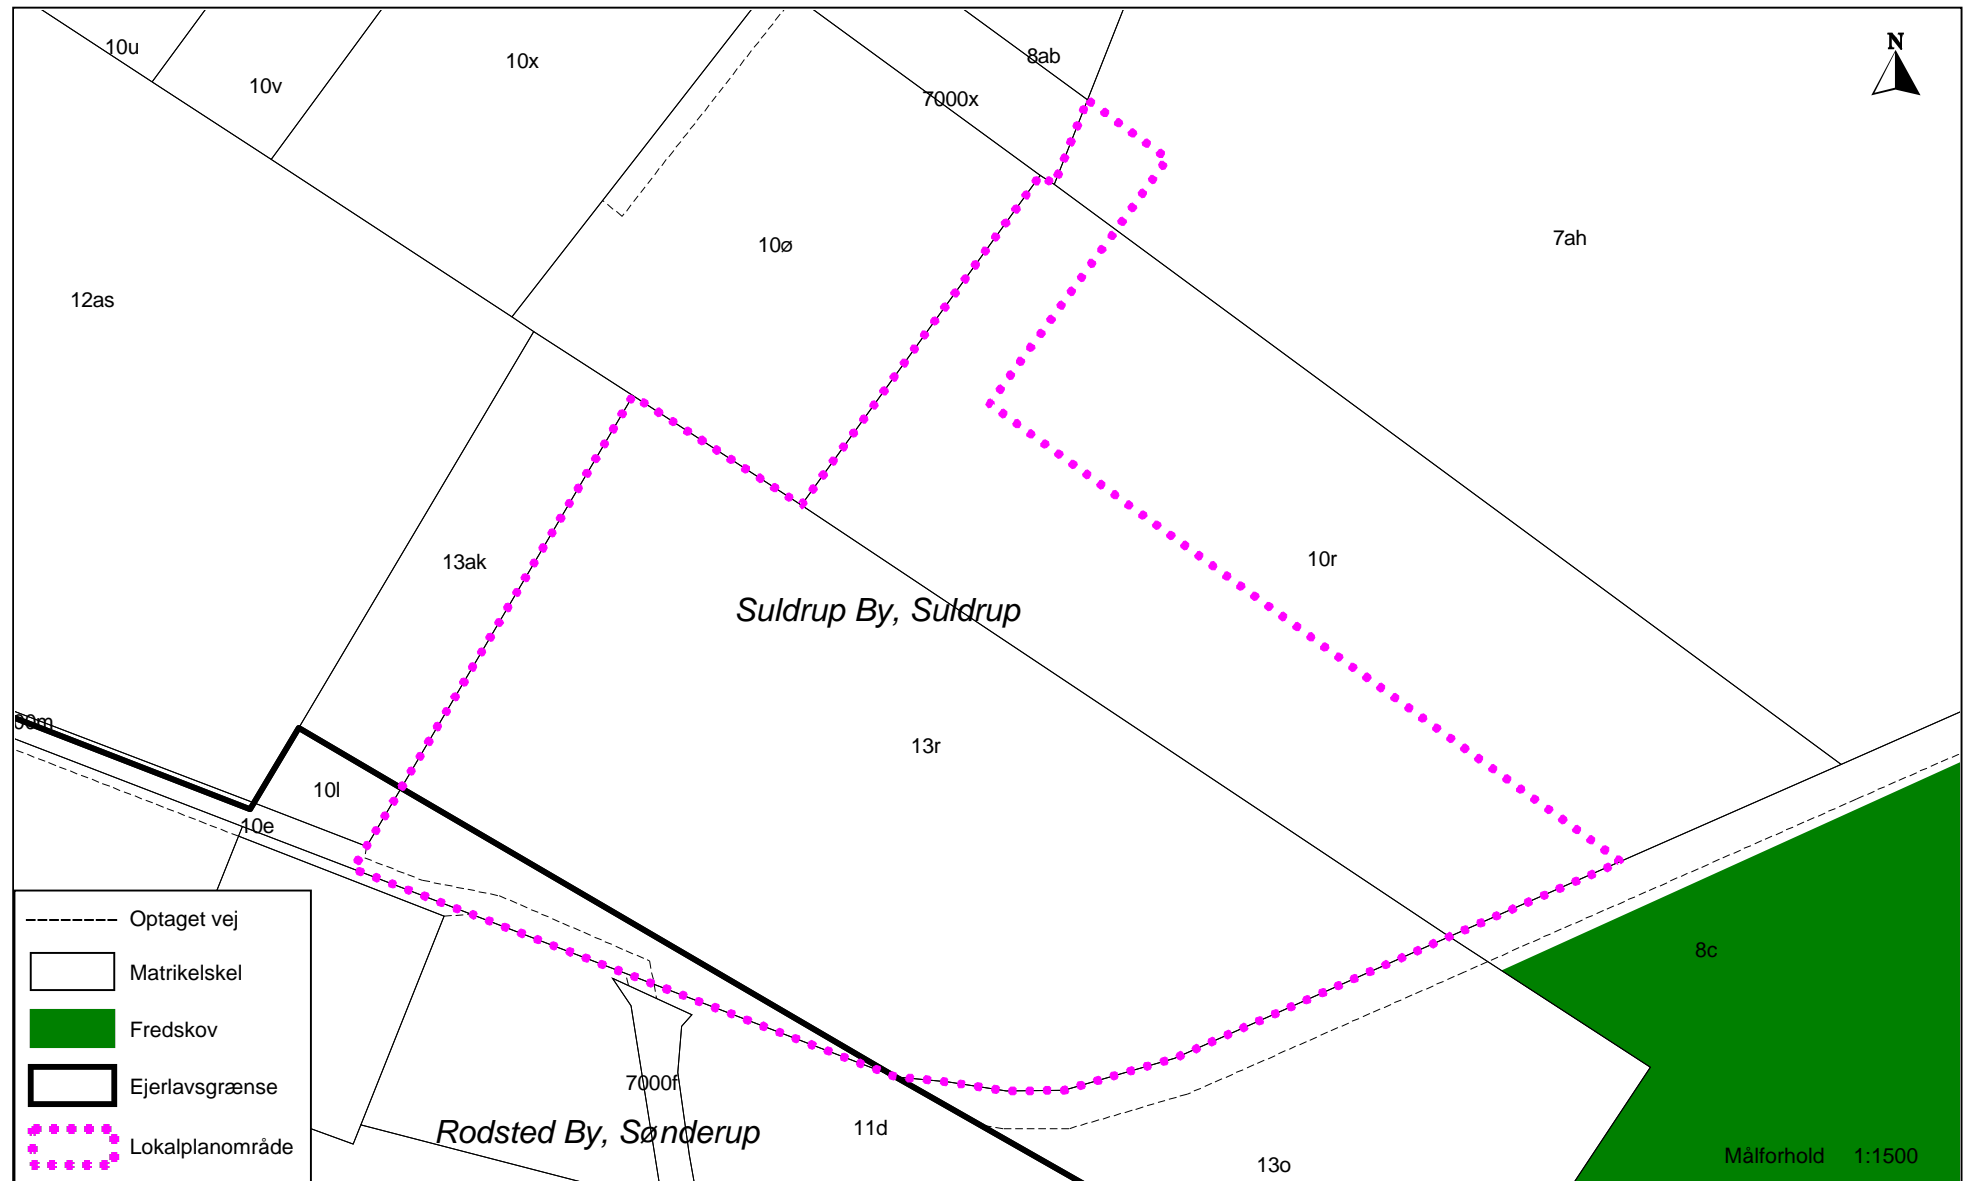 10u
10x
8ab
N
10v
7000x
10ø
7ah
12as
13ak
10r
Suldrup By, Suldrup
13r
10l
10e
Optaget vej
8c
Matrikelskel
Fredskov
Ejerlavsgrænse
7000f
Rodsted By, Sønderup
11d
Lokalplanområde
13o
Målforhold 1:1500